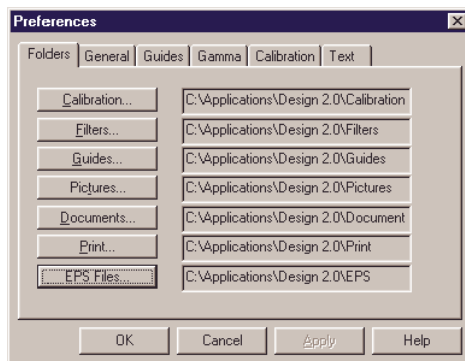 Preferences
Folders General Guides Gamma Calibration Text
Calibration... C:\Applications\Design 2.0\Calibration
Filters... C:\Applications\Design 2.0\Filters
Guides... C:\Applications\Design 2.0\Guides
Pictures... C:\Applications\Design 2.0\Pictures
Documents... C:\Applications\Design 2.0\Document
Print... C:\Applications\Design 2.0\Print
EPS Files... C:\Applications\Design 2.0\EPS
OK Cancel Apply Help